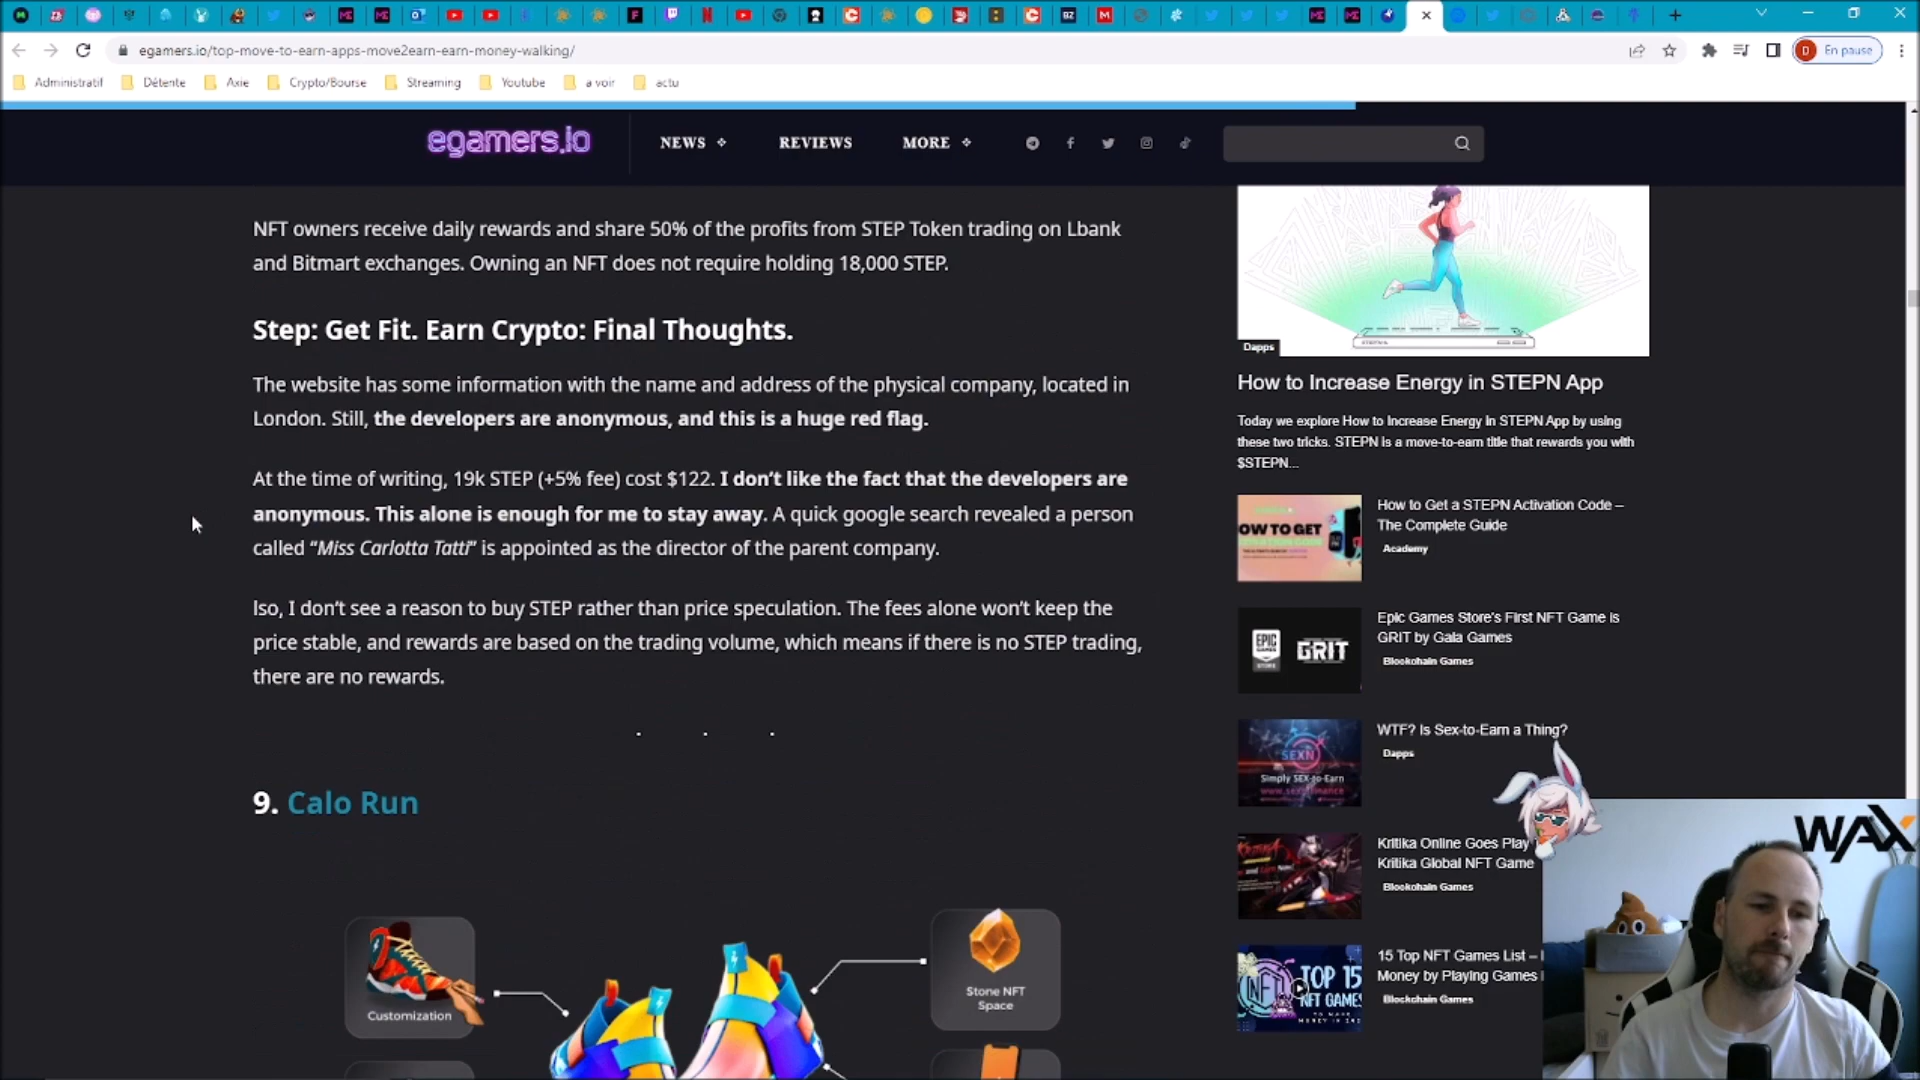 egamers.io/top-move-to-earn-apps-move2earn-earn-money-walking/
D
En pause
Administratif
Détente
Axie
Crypto/Bourse
Streaming
Youtube
a voir
actu
egamers.io
NEWS
REVIEWS
MORE
NFT owners receive daily rewards and share 50% of the profits from STEP Token trading on Lbank
and Bitmart exchanges. Owning an NFT does not require holding 18,000 STEP.
Step: Get Fit. Earn Crypto: Final Thoughts.
The website has some information with the name and address of the physical company, located in
London. Still, the developers are anonymous, and this is a huge red flag.
At the time of writing, 19k STEP (+5% fee) cost $122. I don't like the fact that the developers are
anonymous. This alone is enough for me to stay away. A quick google search revealed a person
called “Miss Carlotta Tatti” is appointed as the director of the parent company.
Iso, I don't see a reason to buy STEP rather than price speculation. The fees alone won't keep the
price stable, and rewards are based on the trading volume, which means if there is no STEP trading,
there are no rewards.
. . .
9. Calo Run
Customization
Stone NFT
Space
Dapps
How to Increase Energy in STEPN App
Today we explore How to Increase Energy In STEPN App by using
these two tricks. STEPN is a move-to-earn title that rewards you with
$STEPN...
OW TO GET
How to Get a STEPN Activation Code –
The Complete Guide
Academy
EPIC
GAMES
STORE
GRIT
Epic Games Store's First NFT Game is
GRIT by Gala Games
Blockchain Games
SEXN
Simply SEX-to-Earn
WTF? Is Sex-to-Earn a Thing?
Dapps
Kritika Online Goes Play
Kritika Global NFT Game
Blockchain Games
NFT
TOP 15
NFT GAMES
15 Top NFT Games List –
Money by Playing Games
Blockchain Games
WAX